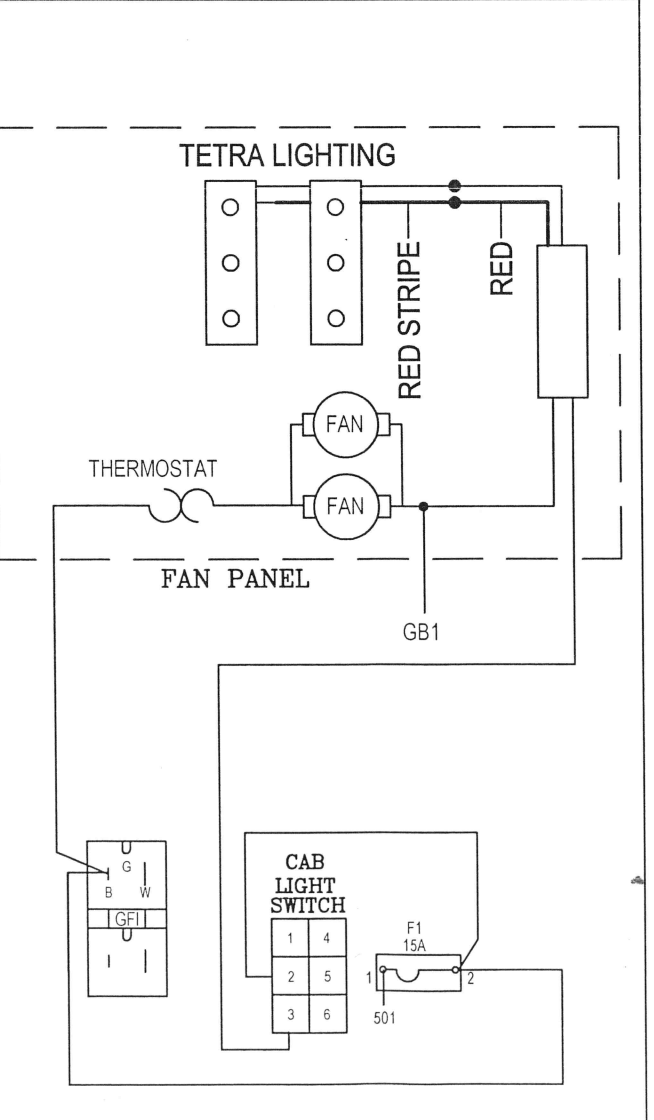 TETRA LIGHTING
RED STRIPE
RED
FAN
THERMOSTAT
FAN
FAN PANEL
GB1
G
B W
GFI
CAB
LIGHT
SWITCH
1 4
2 5
3 6
F1
15A
1 2
501